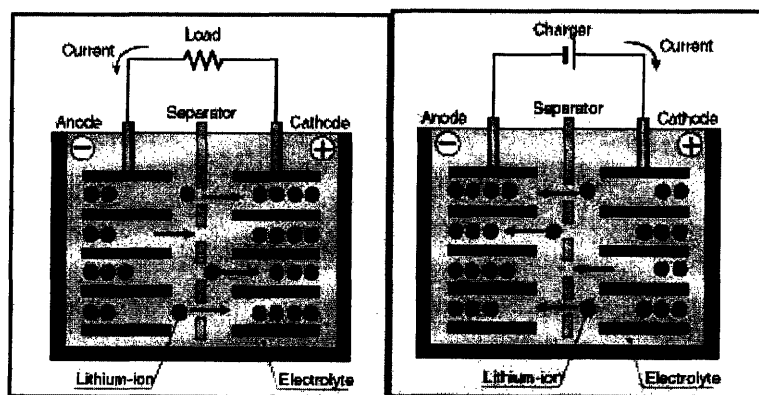 Load
Current
Anode
Separator
Cathode
Lithium-ion
Electrolyte
Charger
Current
Anode
Separator
Cathode
Lithium-ion
Electrolyte